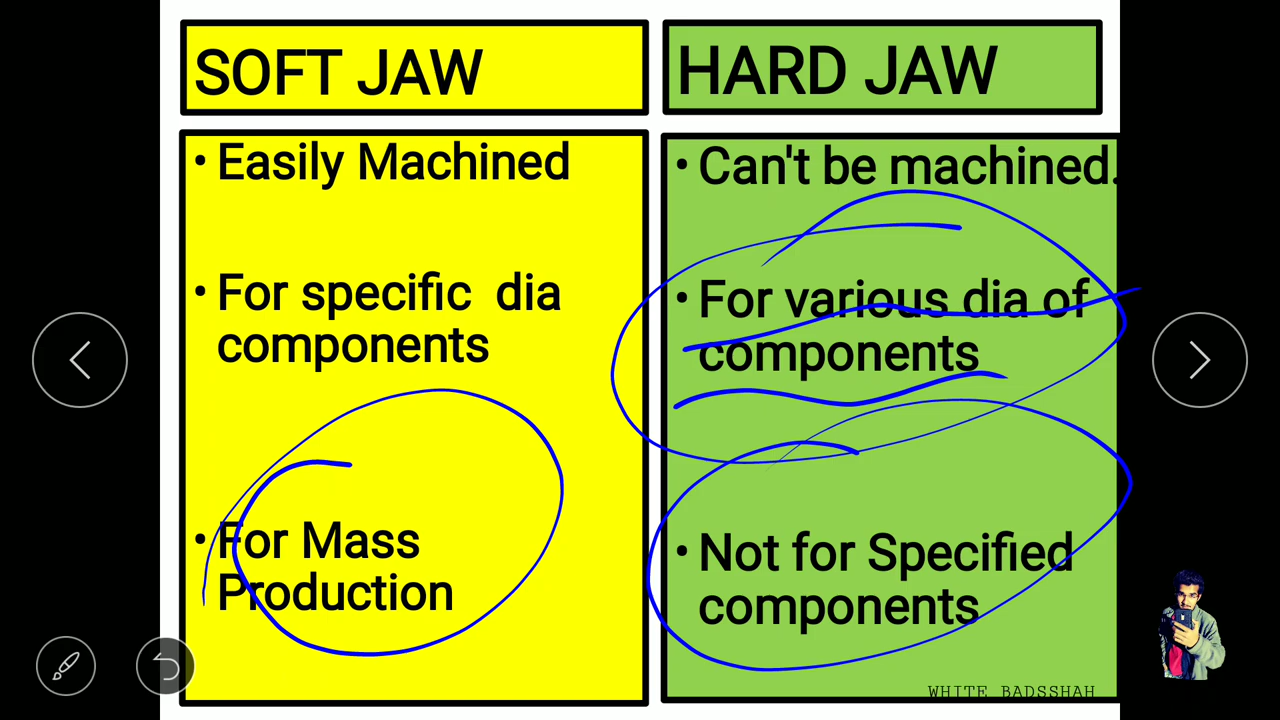 SOFT JAW
HARD JAW
• Easily Machined
• For specific dia
components
• For Mass
Production
• Can't be machined.
• For various dia of
components
• Not for Specified
components
WHITE BADSSHAH